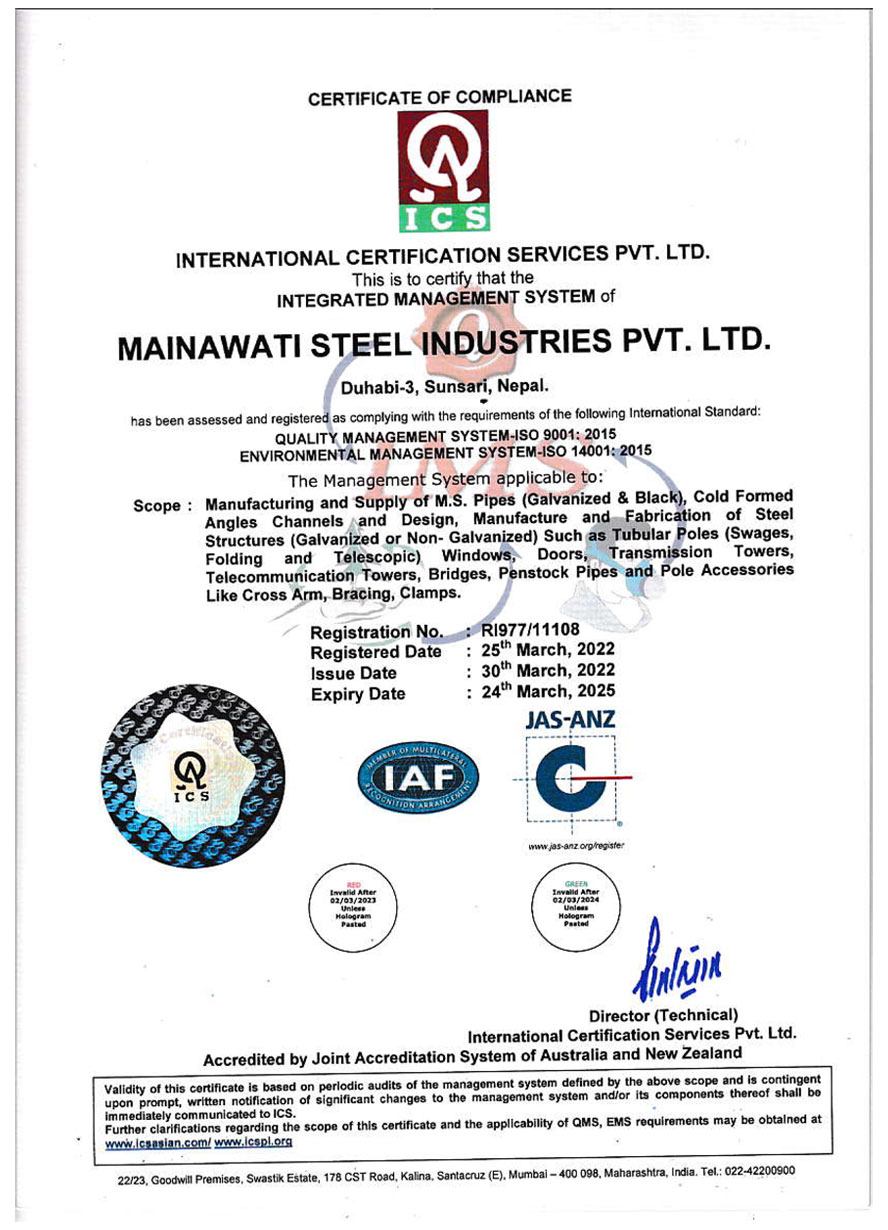 CERTIFICATE OF COMPLIANCE
ICS
INTERNATIONAL CERTIFICATION SERVICES PVT. LTD.
This is to certify that the
INTEGRATED MANAGEMENT SYSTEM of
MAINAWATI STEEL INDUSTRIES PVT. LTD.
Duhabi-3, Sunsari, Nepal.
has been assessed and registered as complying with the requirements of the following International Standard:
QUALITY MANAGEMENT SYSTEM-ISO 9001: 2015
ENVIRONMENTAL MANAGEMENT SYSTEM-ISO 14001: 2015
IMS
The Management System applicable to:
Scope : Manufacturing and Supply of M.S. Pipes (Galvanized & Black), Cold Formed
Angles Channels and Design, Manufacture and Fabrication of Steel
Structures (Galvanized or Non- Galvanized) Such as Tubular Poles (Swages,
Folding and Telescopic) Windows, Doors, Transmission Towers,
Telecommunication Towers, Bridges, Penstock Pipes and Pole Accessories
Like Cross Arm, Bracing, Clamps.
Registration No. : RI977/11108
Registered Date : 25th March, 2022
Issue Date : 30th March, 2022
Expiry Date : 24th March, 2025
ICS
MEMBER OF MULTILATERAL
IAF
RECOGNITION ARRANGEMENT
JAS-ANZ
www.jas-anz.org/register
RED
Invalid After
02/03/2023
Unless
Hologram
Pasted
GREEN
Invalid After
02/03/2024
Unless
Hologram
Pasted
Director (Technical)
International Certification Services Pvt. Ltd.
Accredited by Joint Accreditation System of Australia and New Zealand
Validity of this certificate is based on periodic audits of the management system defined by the above scope and is contingent
upon prompt, written notification of significant changes to the management system and/or its components thereof shall be
immediately communicated to ICS.
Further clarifications regarding the scope of this certificate and the applicability of QMS, EMS requirements may be obtained at
www.icsasian.com/ www.icspl.org
22/23, Goodwill Premises, Swastik Estate, 178 CST Road, Kalina, Santacruz (E), Mumbai – 400 098, Maharashtra, India. Tel.: 022-42200900